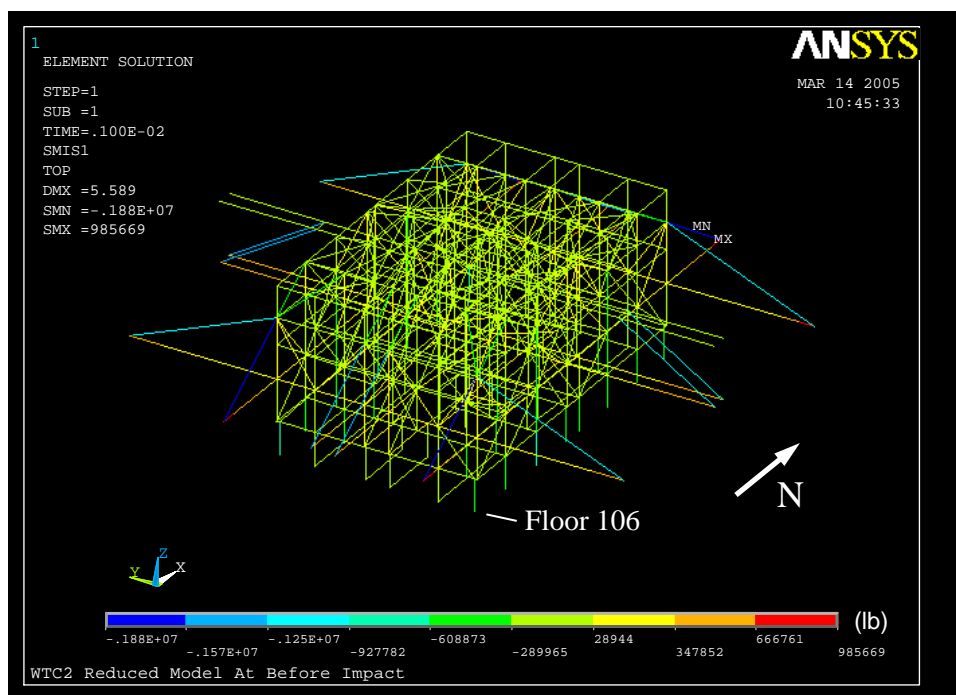 1
ANSYS
ELEMENT SOLUTION
MAR 14 2005
10:45:33
STEP=1
SUB =1
TIME=.100E-02
SMIS1
TOP
DMX =5.589
SMN =-.188E+07
SMX =985669
MN
MX
N
Floor 106
Z
Y
X
-.188E+07 -.125E+07 -608873 28944 666761
(lb)
-.157E+07 -927782 -289965 347852 985669
WTC2 Reduced Model At Before Impact